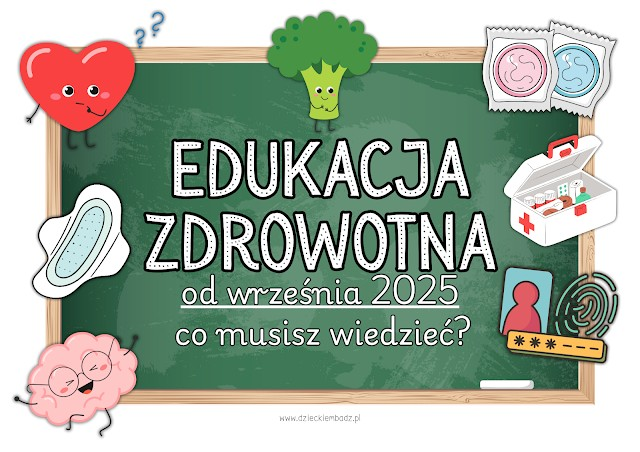 ??
EDUKACJA
ZDROWOTNA
od września 2025
co musisz wiedzieć?
www.dzieckiembadz.pl